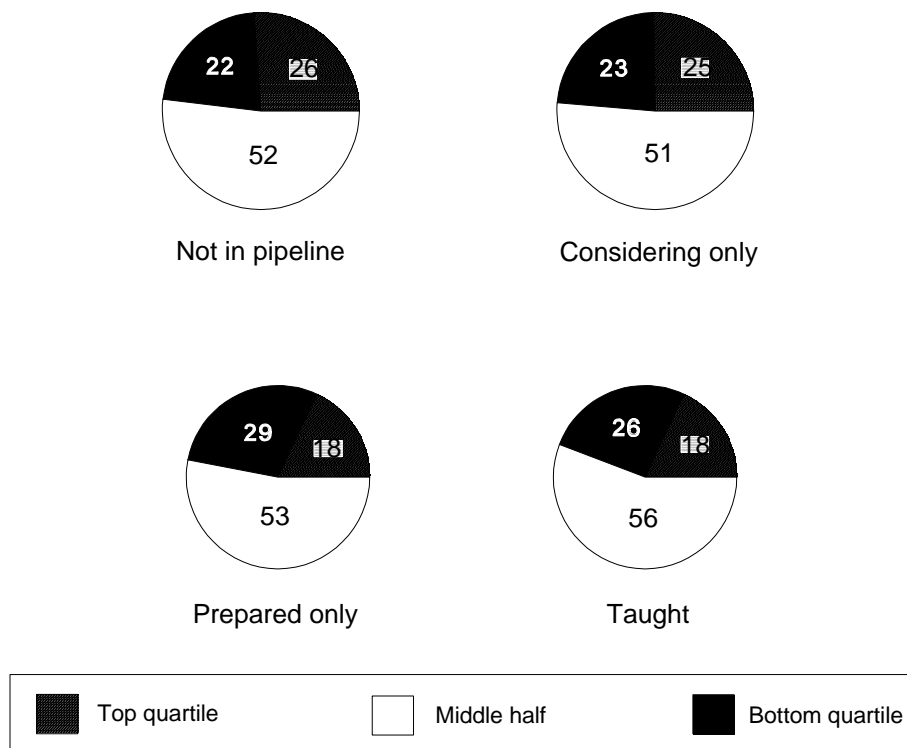 22
26
52
Not in pipeline
23
25
51
Considering only
29
18
53
Prepared only
26
18
56
Taught
Top quartile
Middle half
Bottom quartile